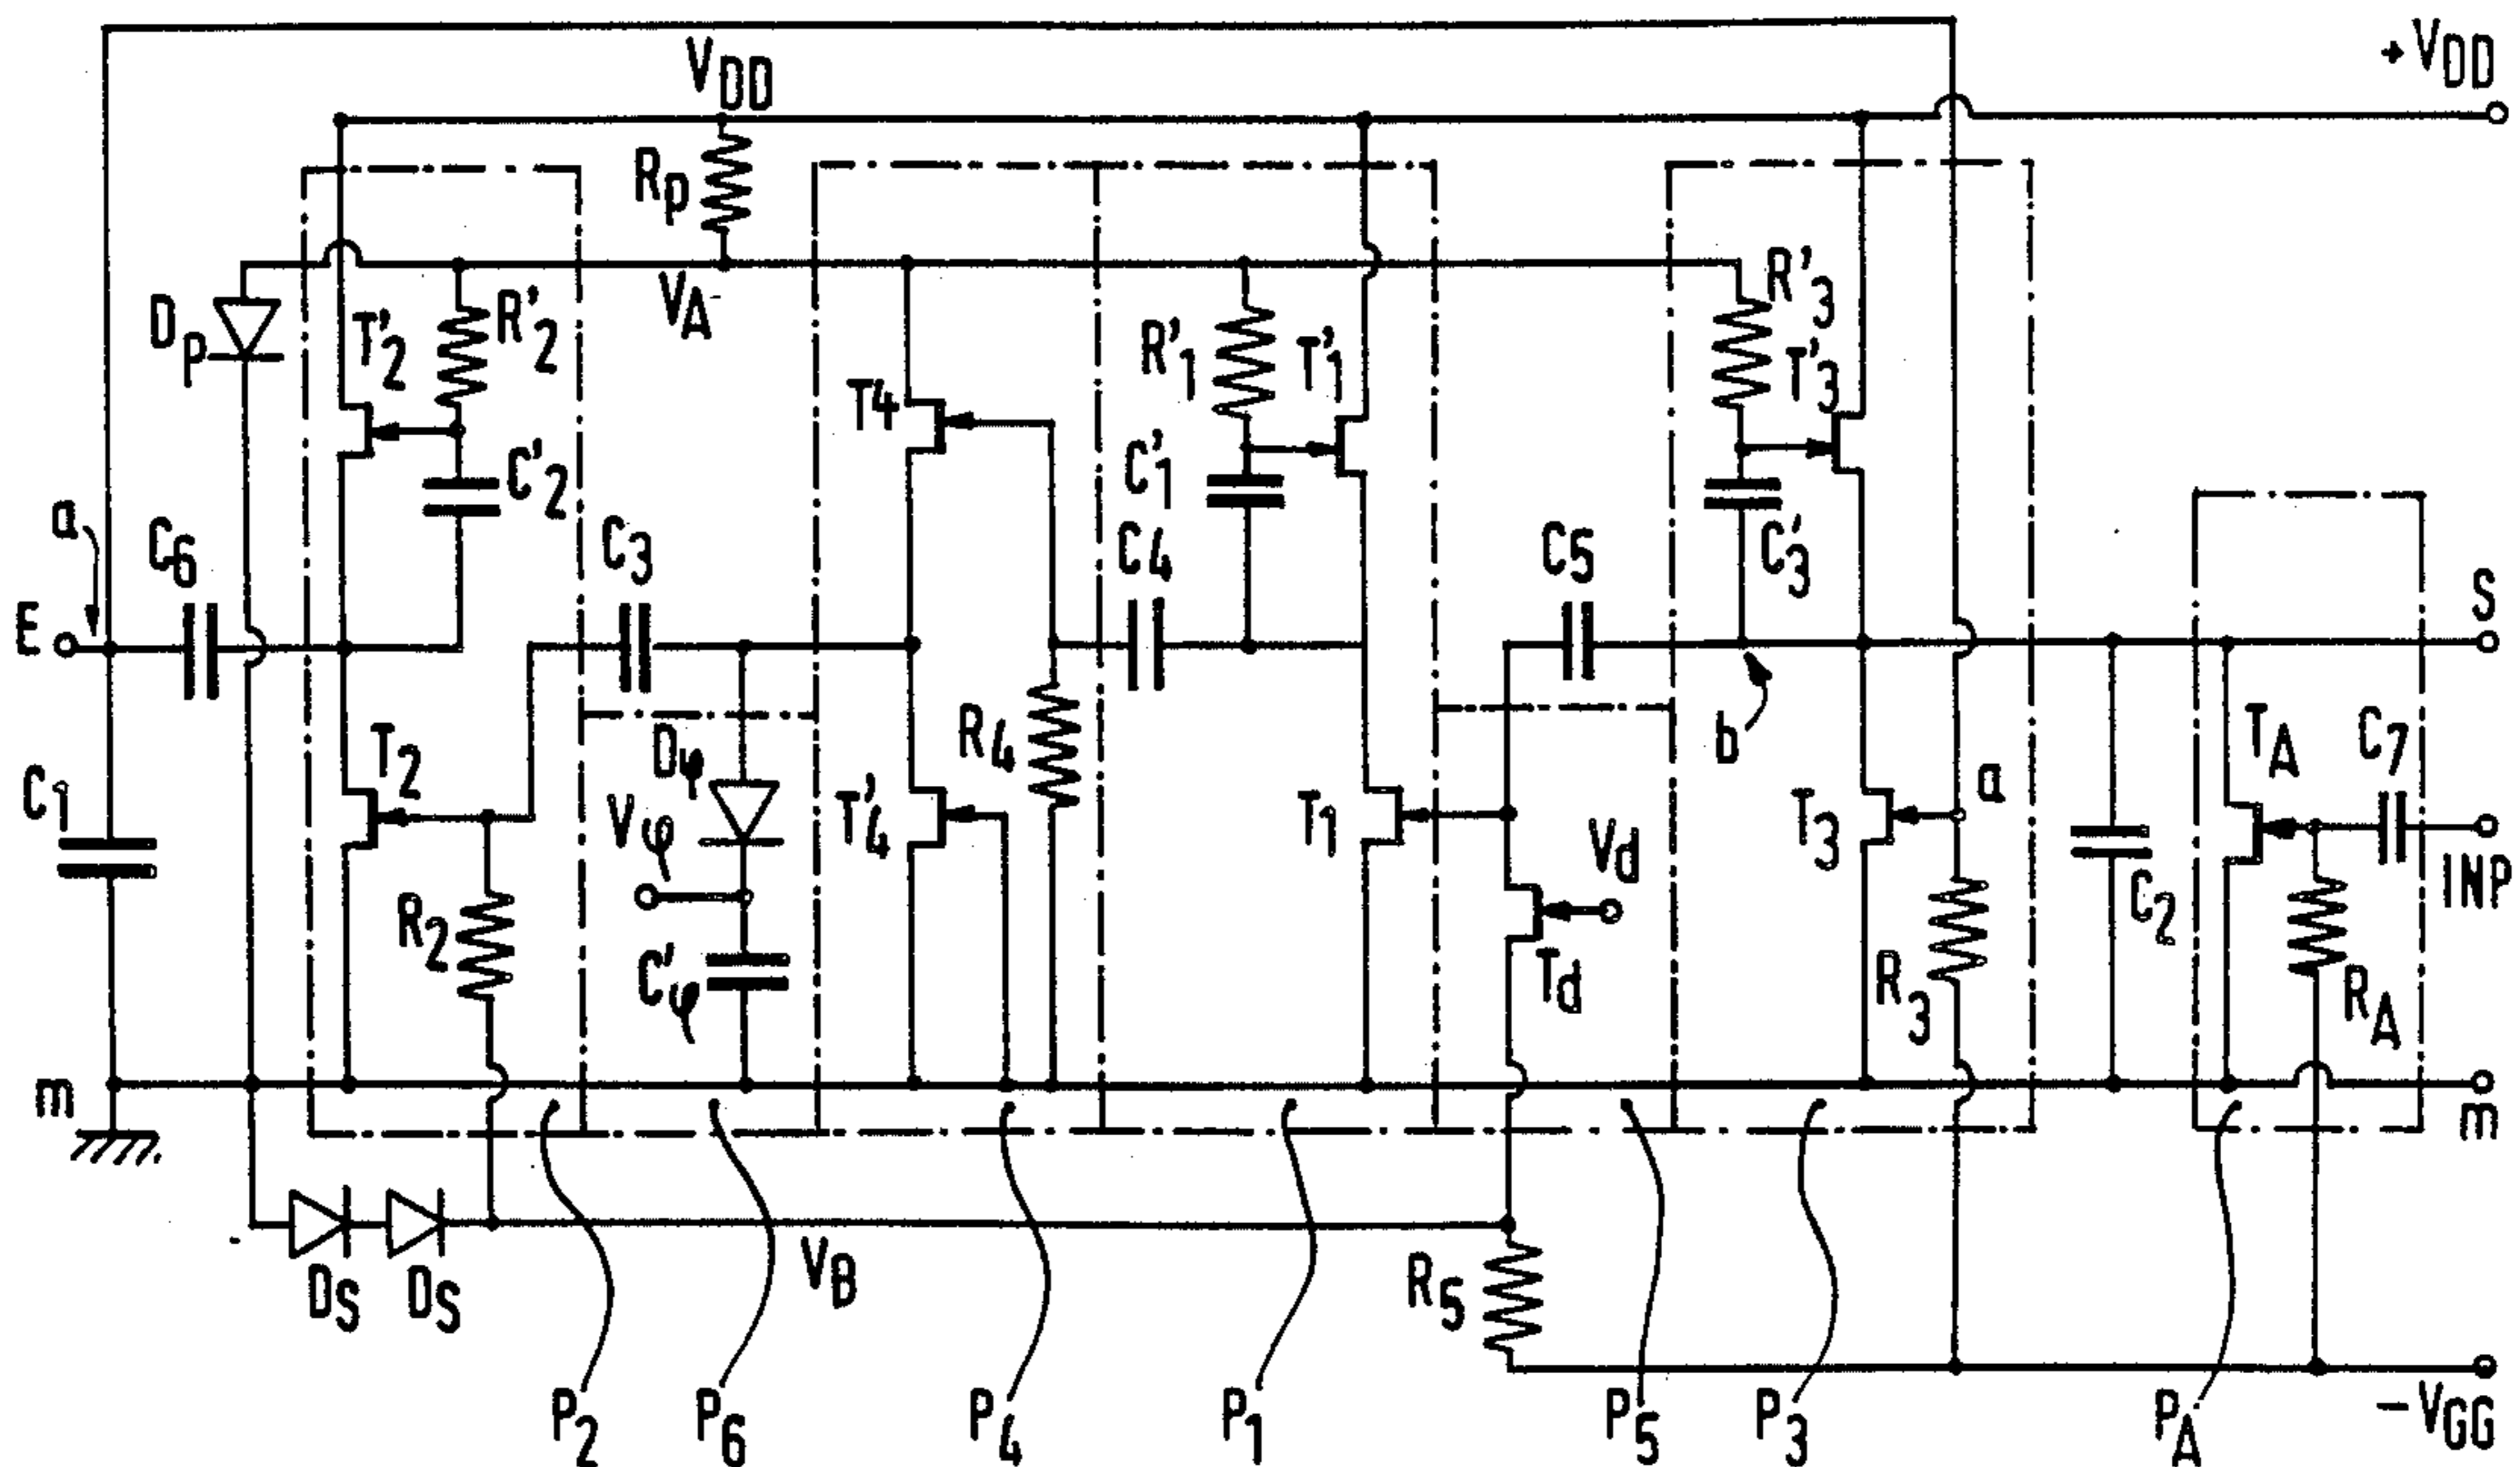 VDD
+VDD
Rp
VA
Dp
T'2
R'2
C'2
T4
R'1
T'1
C'1
R'3
T'3
C'3
a
E
C6
C3
C4
C5
b
S
C1
T2
Dφ
Vφ
C'φ
R2
R4
T'4
T1
Vd
Td
T3
a
R3
C2
TA
C7
INP
RA
m
m
DS
DS
VB
R5
P2
P6
P4
P1
P5
P3
PA
-VGG